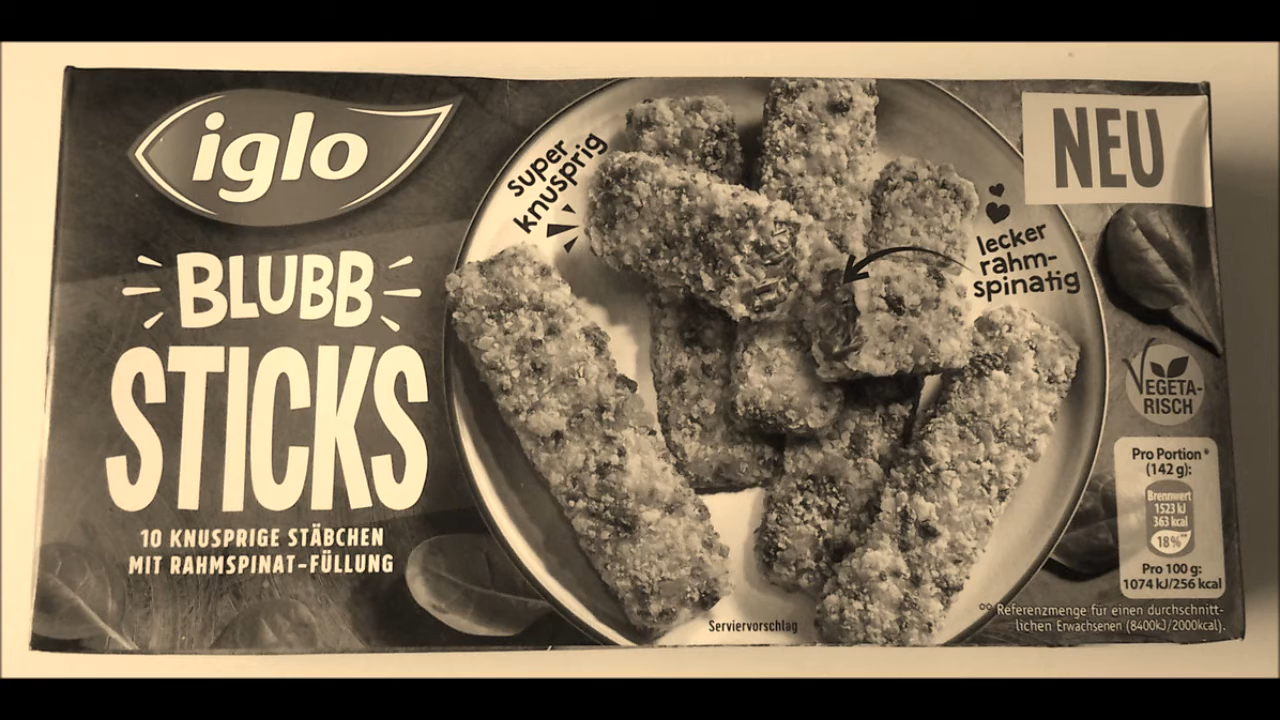 iglo
BLUBB
STICKS
10 KNUSPRIGE STÄBCHEN
MIT RAHMSPINAT-FÜLLUNG
super
knusprig
NEU
lecker
rahm-
spinatig
VEGETA-
RISCH
Pro Portion*
(142 g):
Brennwert
1523 kJ
363 kcal
18%**
Pro 100 g:
1074 kJ/256 kcal
Serviervorschlag
** Referenzmenge für einen durchschnitt-
lichen Erwachsenen (8400kJ/2000kcal).